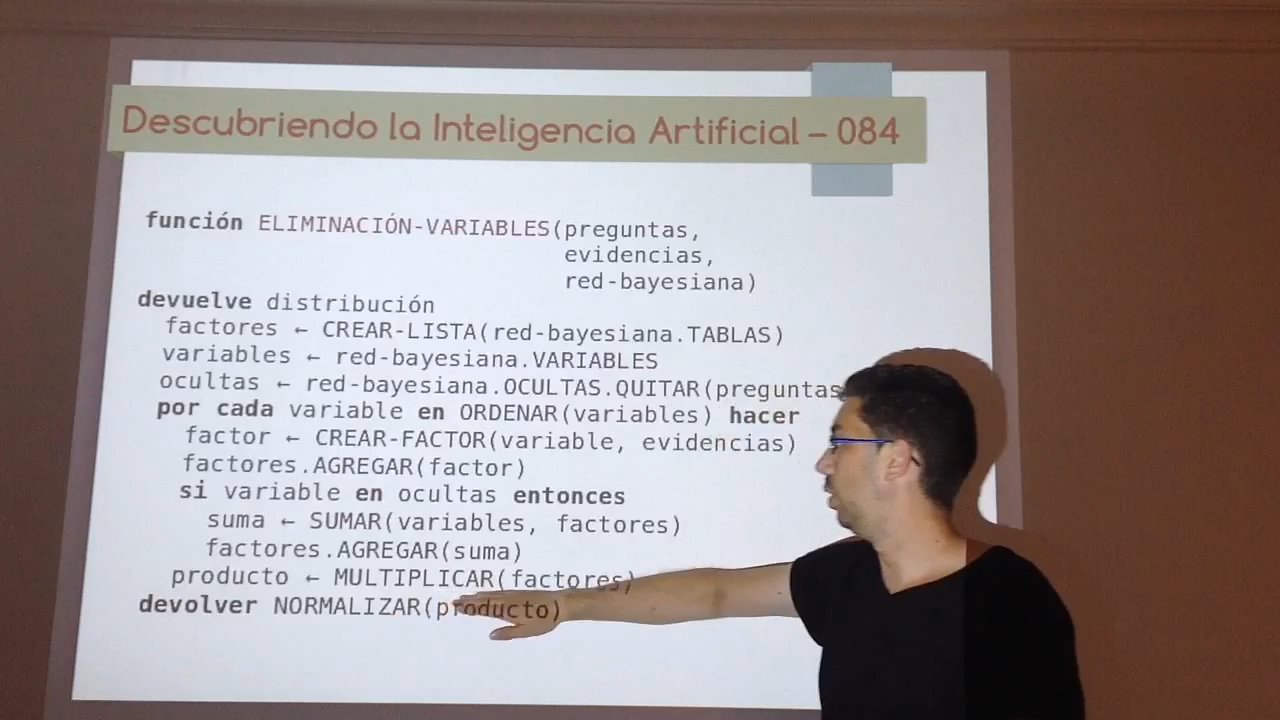 Descubriendo la Inteligencia Artificial – 084
función ELIMINACIÓN-VARIABLES(preguntas,
evidencias,
red-bayesiana)
devuelve distribución
factores ← CREAR-LISTA(red-bayesiana.TABLAS)
variables ← red-bayesiana.VARIABLES
ocultas ← red-bayesiana.OCULTAS.QUITAR(preguntas
por cada variable en ORDENAR(variables) hacer
factor ← CREAR-FACTOR(variable, evidencias)
factores.AGREGAR(factor)
si variable en ocultas entonces
suma ← SUMAR(variables, factores)
factores.AGREGAR(suma)
producto ← MULTIPLICAR(factores)
devolver NORMALIZAR(producto)